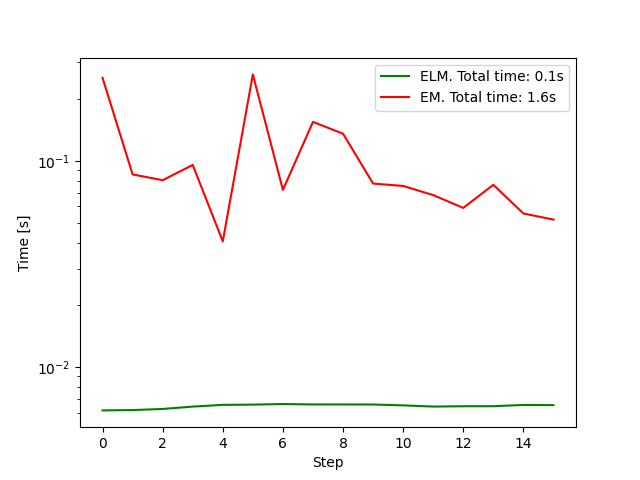 ELM. Total time: 0.1s
EM. Total time: 1.6s
10⁻¹
10⁻²
Time [s]
0 2 4 6 8 10 12 14
Step